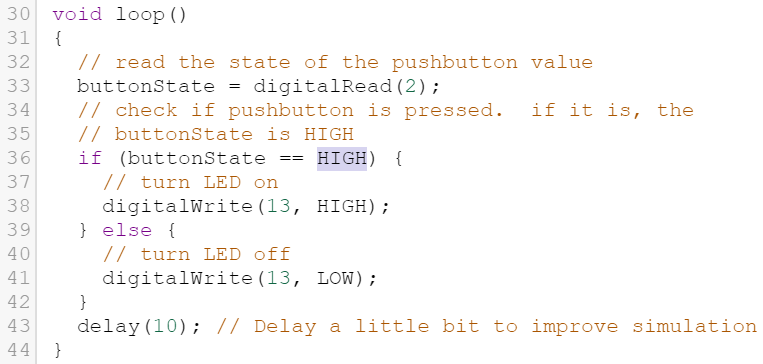 30 void loop()
31 {
32   // read the state of the pushbutton value
33   buttonState = digitalRead(2);
34   // check if pushbutton is pressed.  if it is, the
35   // buttonState is HIGH
36   if (buttonState == HIGH) {
37     // turn LED on
38     digitalWrite(13, HIGH);
39   } else {
40     // turn LED off
41     digitalWrite(13, LOW);
42   }
43   delay(10); // Delay a little bit to improve simulation
44 }